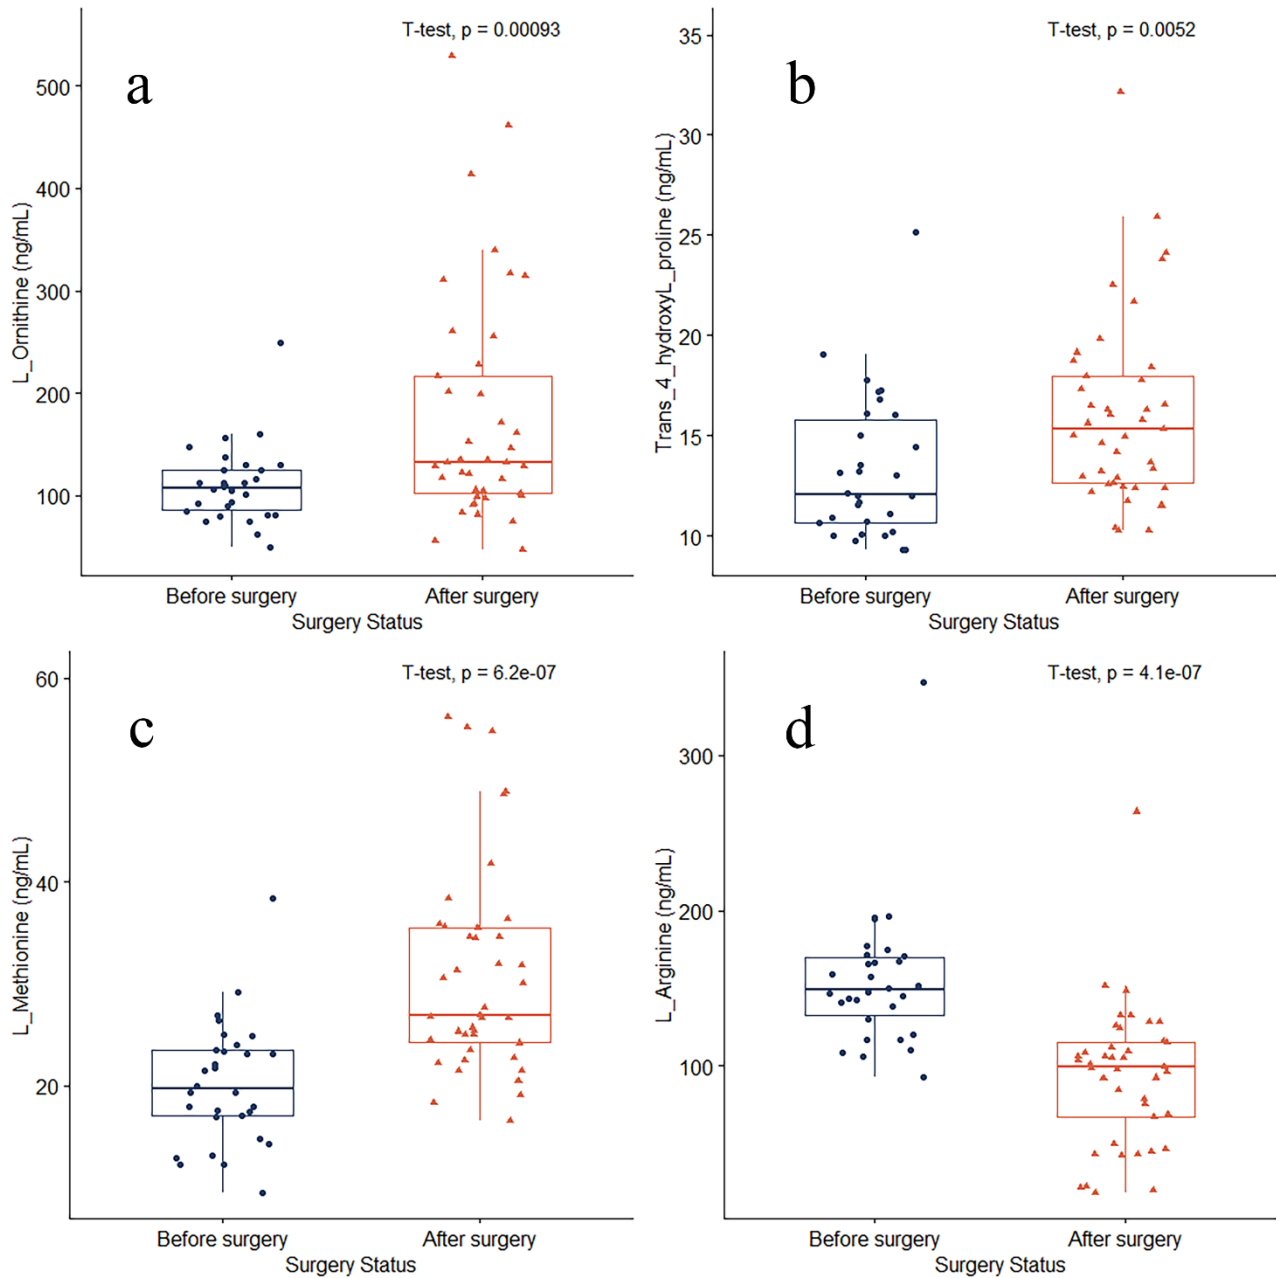 T-test, p = 0.00093
a
500
400
300
200
100
L_Ornithine (ng/mL)
Before surgery
After surgery
Surgery Status
T-test, p = 0.0052
b
35
30
25
20
15
10
Trans_4_hydroxyL_proline (ng/mL)
Before surgery
After surgery
Surgery Status
T-test, p = 6.2e-07
c
60
40
20
L_Methionine (ng/mL)
Before surgery
After surgery
Surgery Status
T-test, p = 4.1e-07
d
300
200
100
L_Arginine (ng/mL)
Before surgery
After surgery
Surgery Status